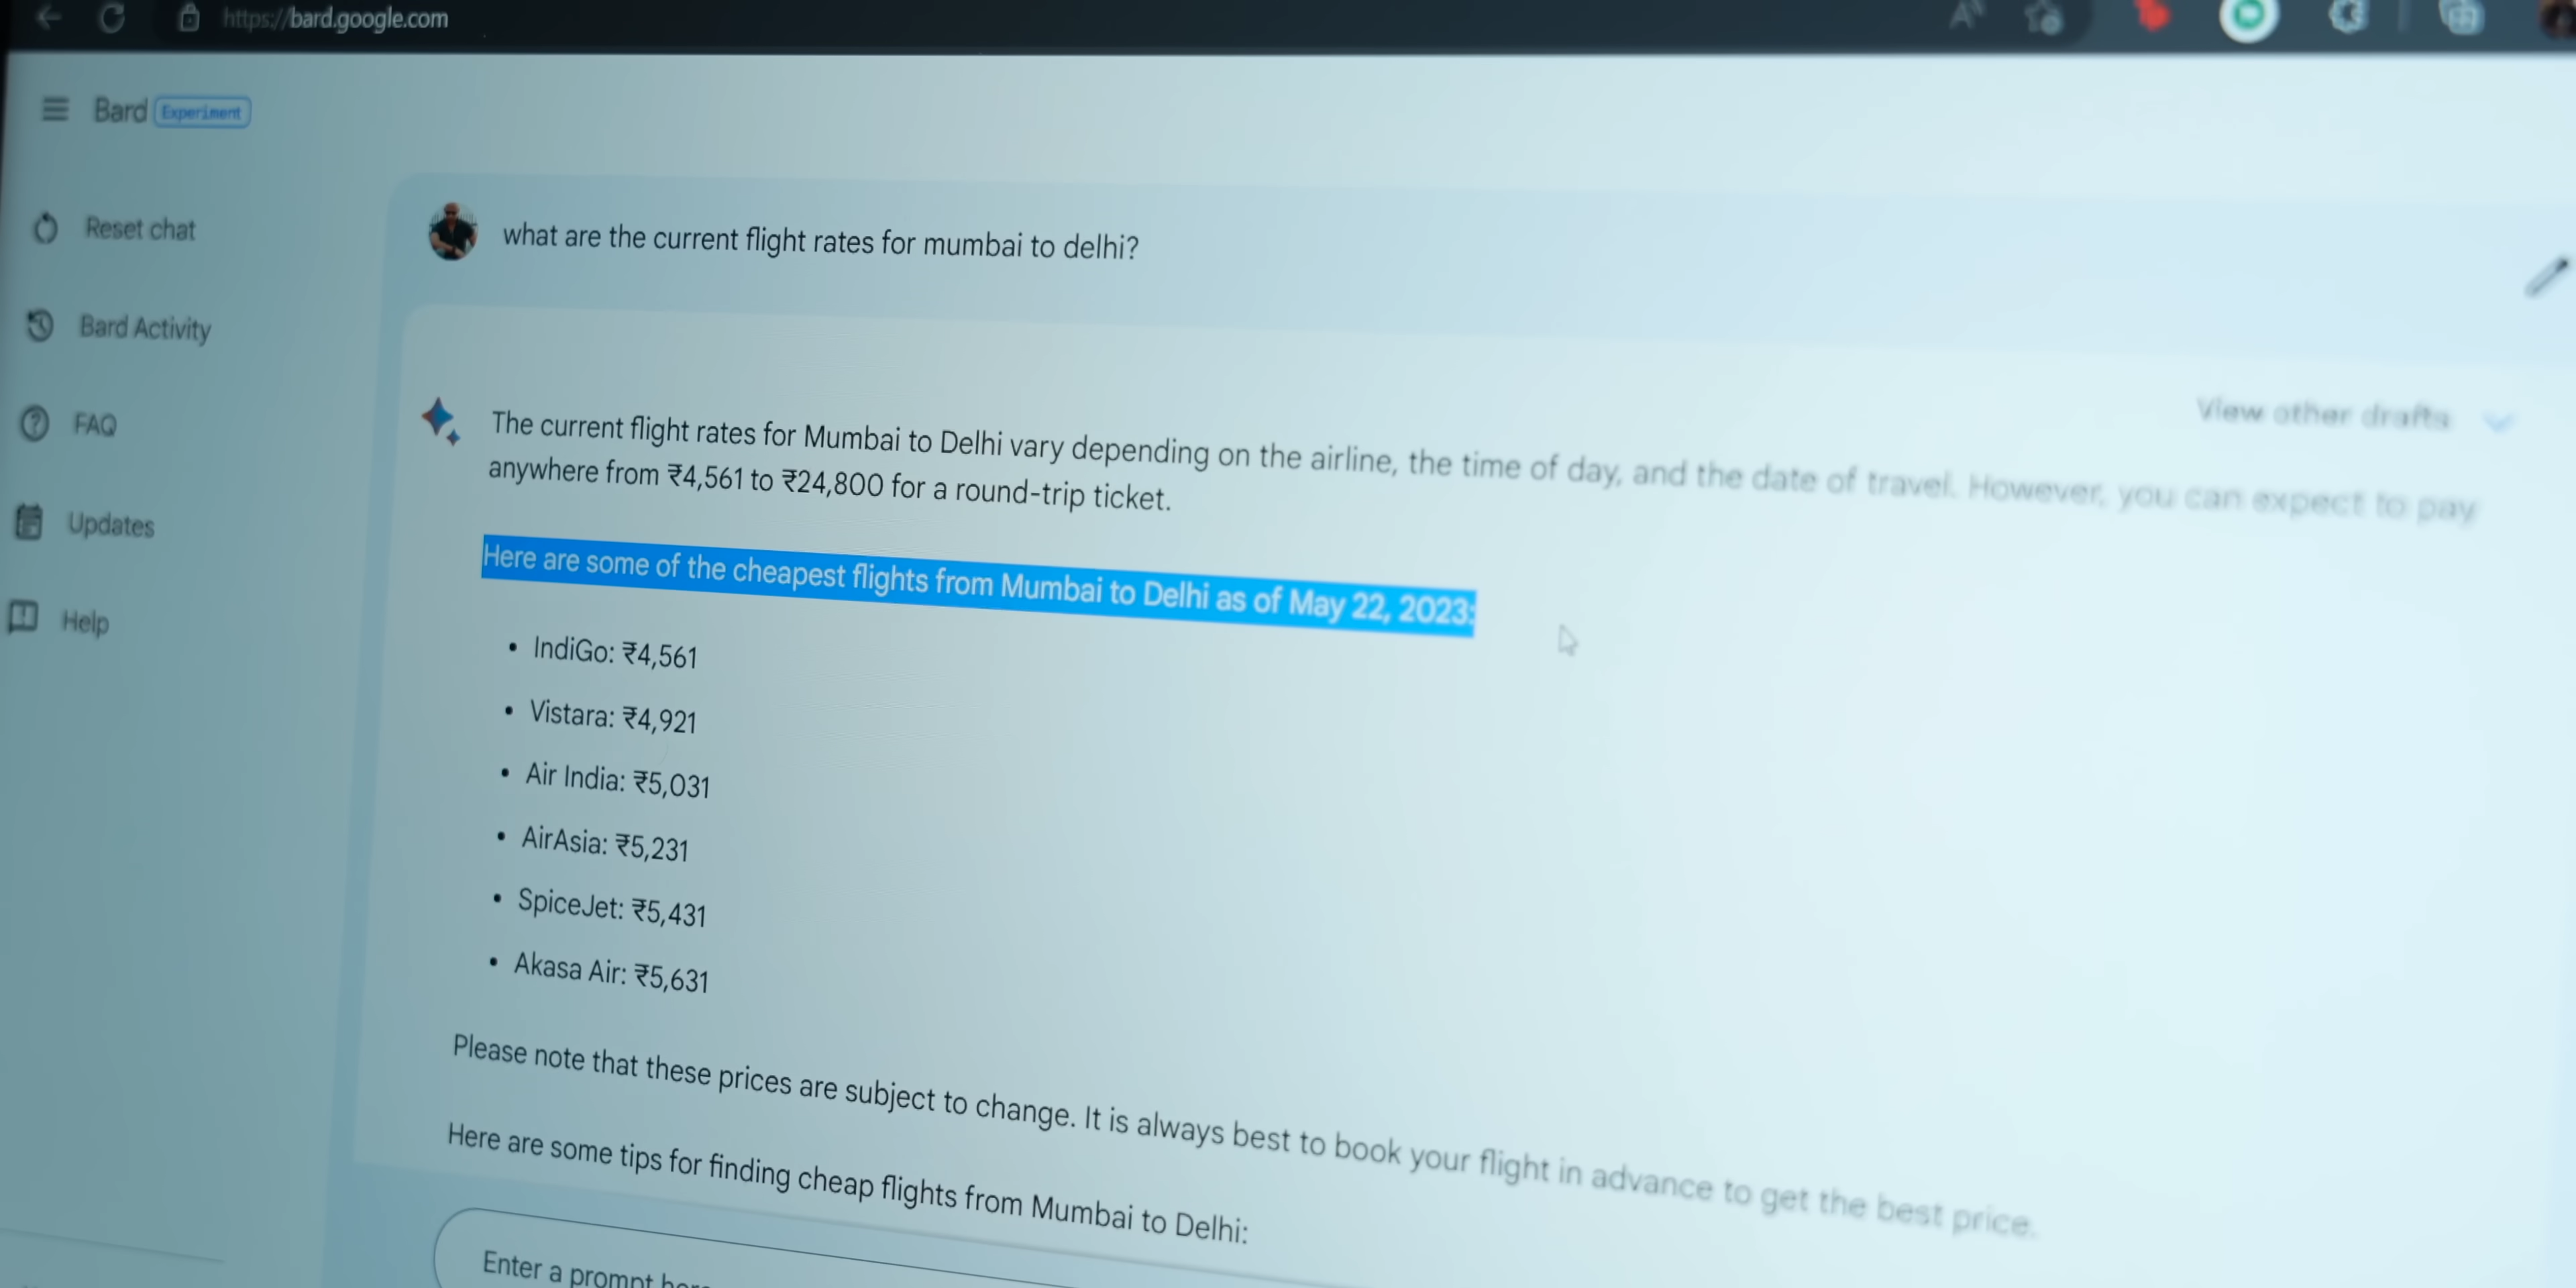 https://bard.google.com
Bard Experiment
Reset chat
Bard Activity
FAQ
Updates
Help
what are the current flight rates for mumbai to delhi?
View other drafts
The current flight rates for Mumbai to Delhi vary depending on the airline, the time of day, and the date of travel. However, you can expect to pay
anywhere from ₹4,561 to ₹24,800 for a round-trip ticket.
Here are some of the cheapest flights from Mumbai to Delhi as of May 22, 2023:
• IndiGo: ₹4,561
• Vistara: ₹4,921
• Air India: ₹5,031
• AirAsia: ₹5,231
• SpiceJet: ₹5,431
• Akasa Air: ₹5,631
Please note that these prices are subject to change. It is always best to book your flight in advance to get the best price.
Here are some tips for finding cheap flights from Mumbai to Delhi:
Enter a prompt